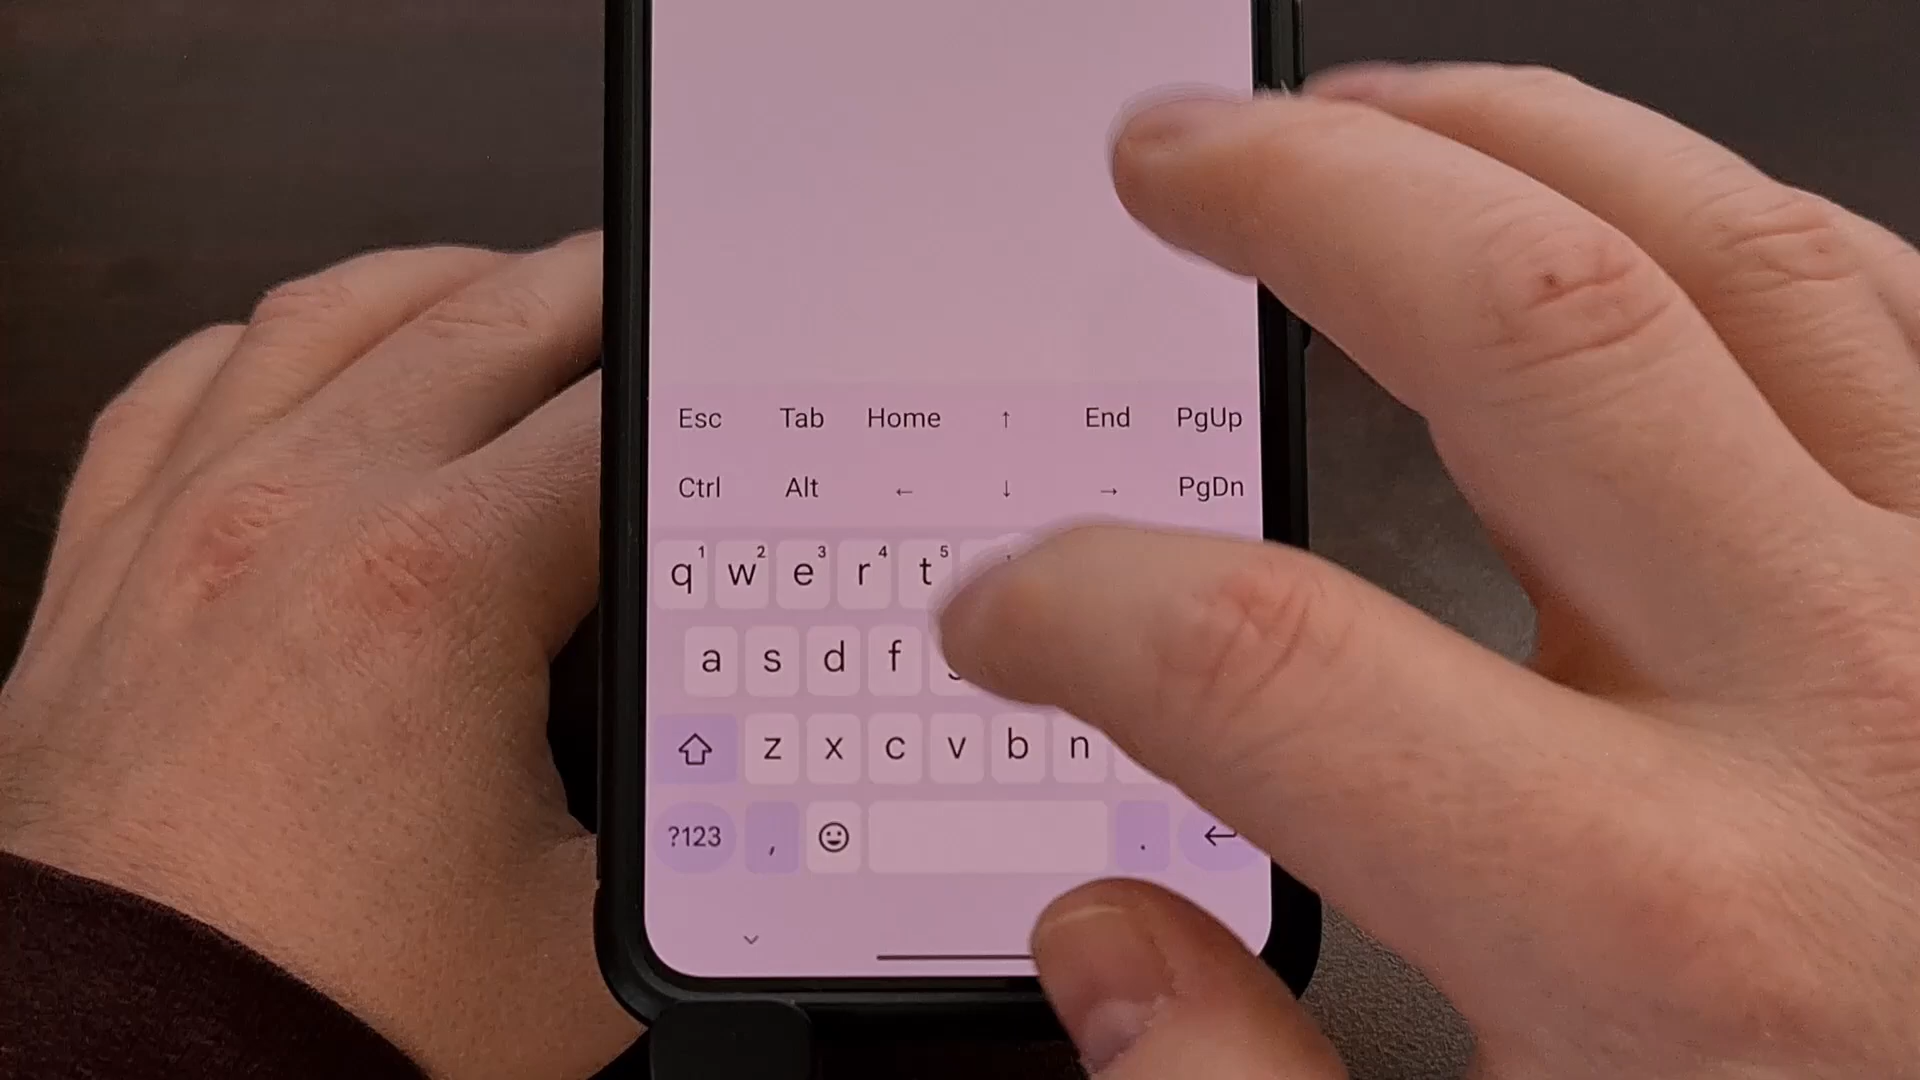 Esc Tab Home ↑ End PgUp
Ctrl Alt ← ↓ → PgDn
q1 w2 e3 r4 t5
a s d f
z x c v b n
?123 , .